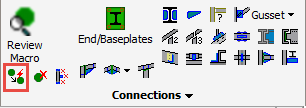 Review
Macro
End/Baseplates
Gusset
Connections